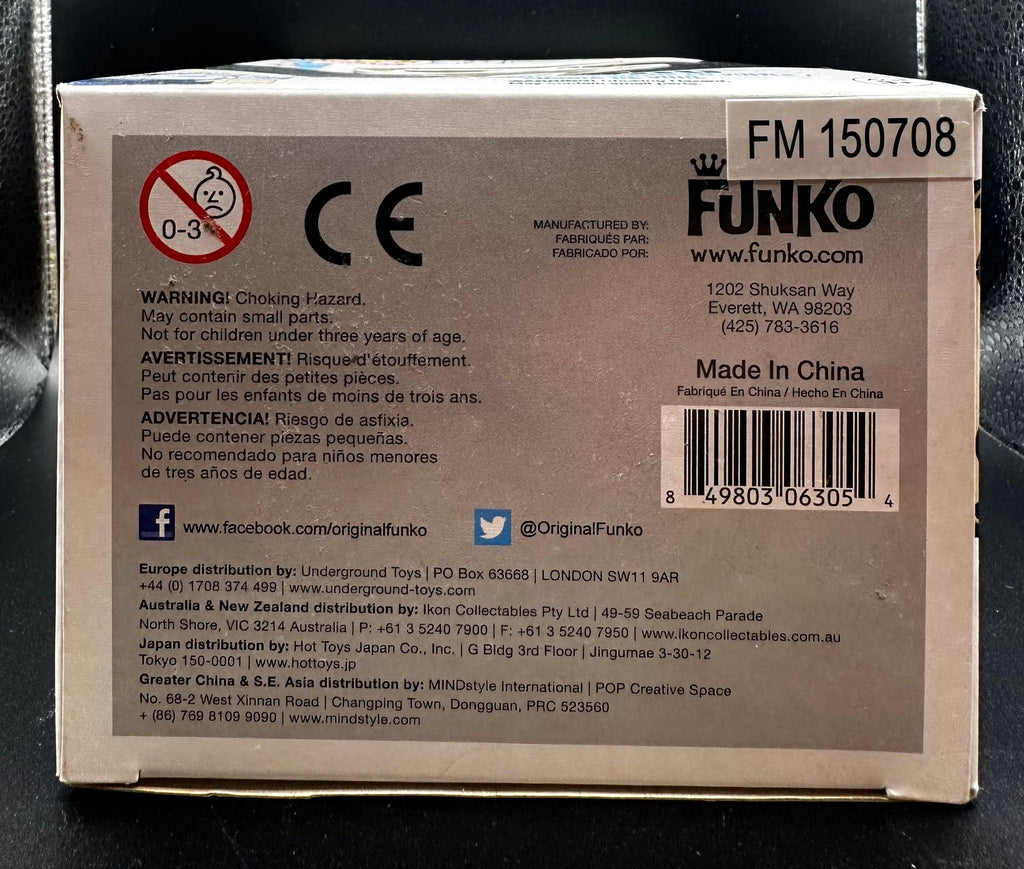 FM 150708
0-3
CE
MANUFACTURED BY:
FABRIQUÉS PAR:
FABRICADO POR:
FUNKO
www.funko.com
1202 Shuksan Way
Everett, WA 98203
(425) 783-3616
WARNING! Choking Hazard.
May contain small parts.
Not for children under three years of age.
AVERTISSEMENT! Risque d'étouffement.
Peut contenir des petites pièces.
Pas pour les enfants de moins de trois ans.
ADVERTENCIA! Riesgo de asfixia.
Puede contener piezas pequeñas.
No recomendado para niños menores
de tres años de edad.
Made In China
Fabriqué En China / Hecho En China
8 49803 06305 4
f www.facebook.com/originalfunko
@OriginalFunko
Europe distribution by: Underground Toys | PO Box 63668 | LONDON SW11 9AR
+44 (0) 1708 374 499 | www.underground-toys.com
Australia & New Zealand distribution by: Ikon Collectables Pty Ltd | 49-59 Seabeach Parade
North Shore, VIC 3214 Australia | P: +61 3 5240 7900 | F: +61 3 5240 7950 | www.ikoncollectables.com.au
Japan distribution by: Hot Toys Japan Co., Inc. | G Bldg 3rd Floor | Jingumae 3-30-12
Tokyo 150-0001 | www.hottoys.jp
Greater China & S.E. Asia distribution by: MINDstyle International | POP Creative Space
No. 68-2 West Xinnan Road | Changping Town, Dongguan, PRC 523560
+ (86) 769 8109 9090 | www.mindstyle.com